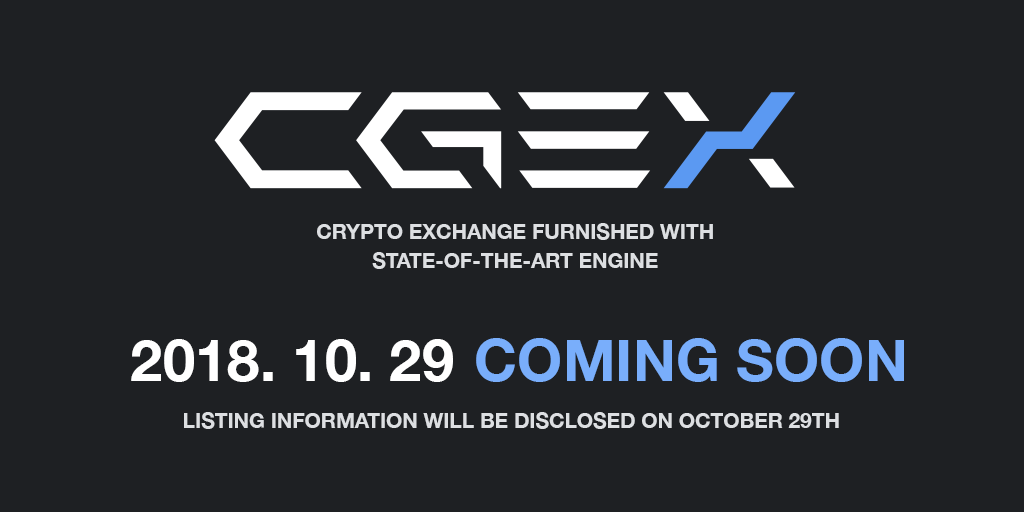 CGEX
CRYPTO EXCHANGE FURNISHED WITH
STATE-OF-THE-ART ENGINE
2018. 10. 29 COMING SOON
LISTING INFORMATION WILL BE DISCLOSED ON OCTOBER 29TH